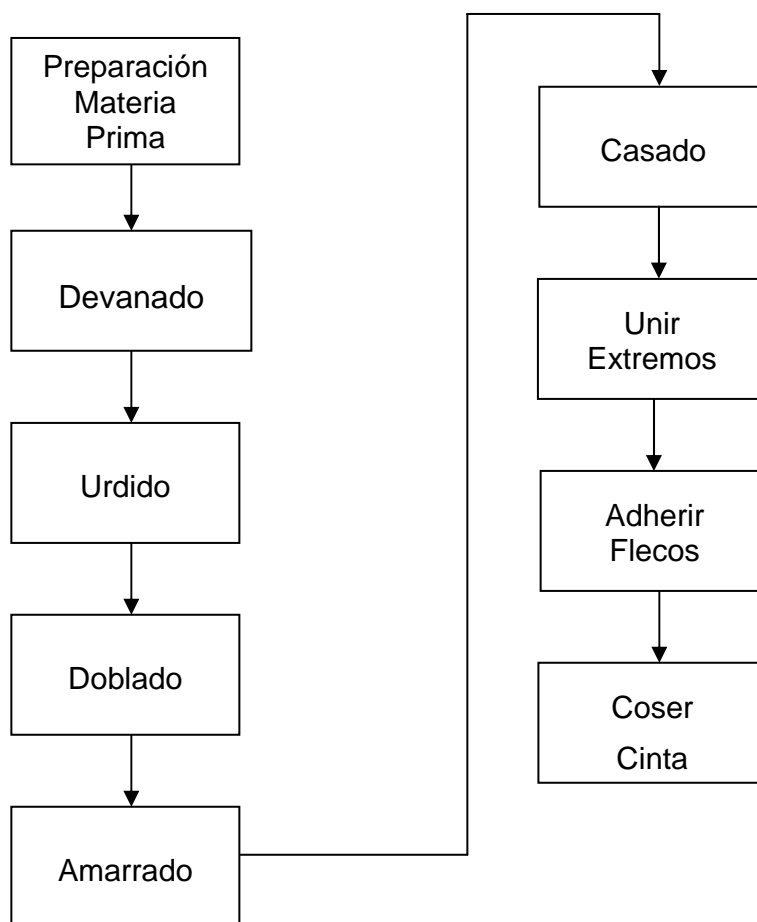 Preparación
Materia
Prima
Devanado
Urdido
Doblado
Amarrado
Casado
Unir
Extremos
Adherir
Flecos
Coser
Cinta